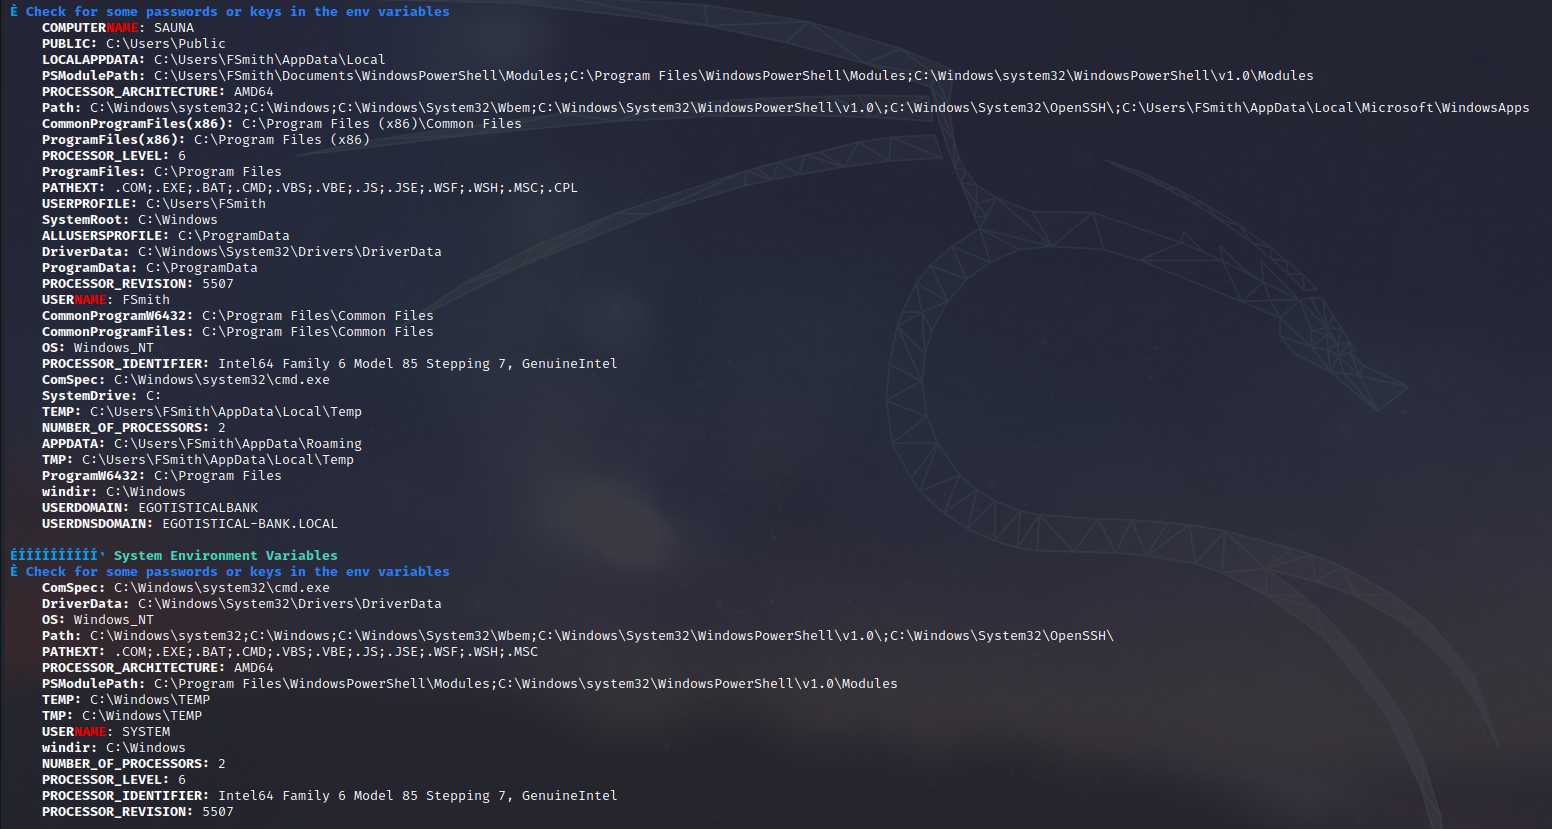 È Check for some passwords or keys in the env variables
COMPUTERNAME: SAUNA
PUBLIC: C:\Users\Public
LOCALAPPDATA: C:\Users\FSmith\AppData\Local
PSModulePath: C:\Users\FSmith\Documents\WindowsPowerShell\Modules;C:\Program Files\WindowsPowerShell\Modules;C:\Windows\system32\WindowsPowerShell\v1.0\Modules
PROCESSOR_ARCHITECTURE: AMD64
Path: C:\Windows\system32;C:\Windows;C:\Windows\System32\Wbem;C:\Windows\System32\WindowsPowerShell\v1.0\;C:\Windows\System32\OpenSSH\;C:\Users\FSmith\AppData\Local\Microsoft\WindowsApps
CommonProgramFiles(x86): C:\Program Files (x86)\Common Files
ProgramFiles(x86): C:\Program Files (x86)
PROCESSOR_LEVEL: 6
ProgramFiles: C:\Program Files
PATHEXT: .COM;.EXE;.BAT;.CMD;.VBS;.VBE;.JS;.JSE;.WSF;.WSH;.MSC;.CPL
USERPROFILE: C:\Users\FSmith
SystemRoot: C:\Windows
ALLUSERSPROFILE: C:\ProgramData
DriverData: C:\Windows\System32\Drivers\DriverData
ProgramData: C:\ProgramData
PROCESSOR_REVISION: 5507
USERNAME: FSmith
CommonProgramW6432: C:\Program Files\Common Files
CommonProgramFiles: C:\Program Files\Common Files
OS: Windows_NT
PROCESSOR_IDENTIFIER: Intel64 Family 6 Model 85 Stepping 7, GenuineIntel
ComSpec: C:\Windows\system32\cmd.exe
SystemDrive: C:
TEMP: C:\Users\FSmith\AppData\Local\Temp
NUMBER_OF_PROCESSORS: 2
APPDATA: C:\Users\FSmith\AppData\Roaming
TMP: C:\Users\FSmith\AppData\Local\Temp
ProgramW6432: C:\Program Files
windir: C:\Windows
USERDOMAIN: EGOTISTICALBANK
USERDNSDOMAIN: EGOTISTICAL-BANK.LOCAL
ÉÍÍÍÍÍÍÍÍÍÍ¹ System Environment Variables
È Check for some passwords or keys in the env variables
ComSpec: C:\Windows\system32\cmd.exe
DriverData: C:\Windows\System32\Drivers\DriverData
OS: Windows_NT
Path: C:\Windows\system32;C:\Windows;C:\Windows\System32\Wbem;C:\Windows\System32\WindowsPowerShell\v1.0\;C:\Windows\System32\OpenSSH\
PATHEXT: .COM;.EXE;.BAT;.CMD;.VBS;.VBE;.JS;.JSE;.WSF;.WSH;.MSC
PROCESSOR_ARCHITECTURE: AMD64
PSModulePath: C:\Program Files\WindowsPowerShell\Modules;C:\Windows\system32\WindowsPowerShell\v1.0\Modules
TEMP: C:\Windows\TEMP
TMP: C:\Windows\TEMP
USERNAME: SYSTEM
windir: C:\Windows
NUMBER_OF_PROCESSORS: 2
PROCESSOR_LEVEL: 6
PROCESSOR_IDENTIFIER: Intel64 Family 6 Model 85 Stepping 7, GenuineIntel
PROCESSOR_REVISION: 5507